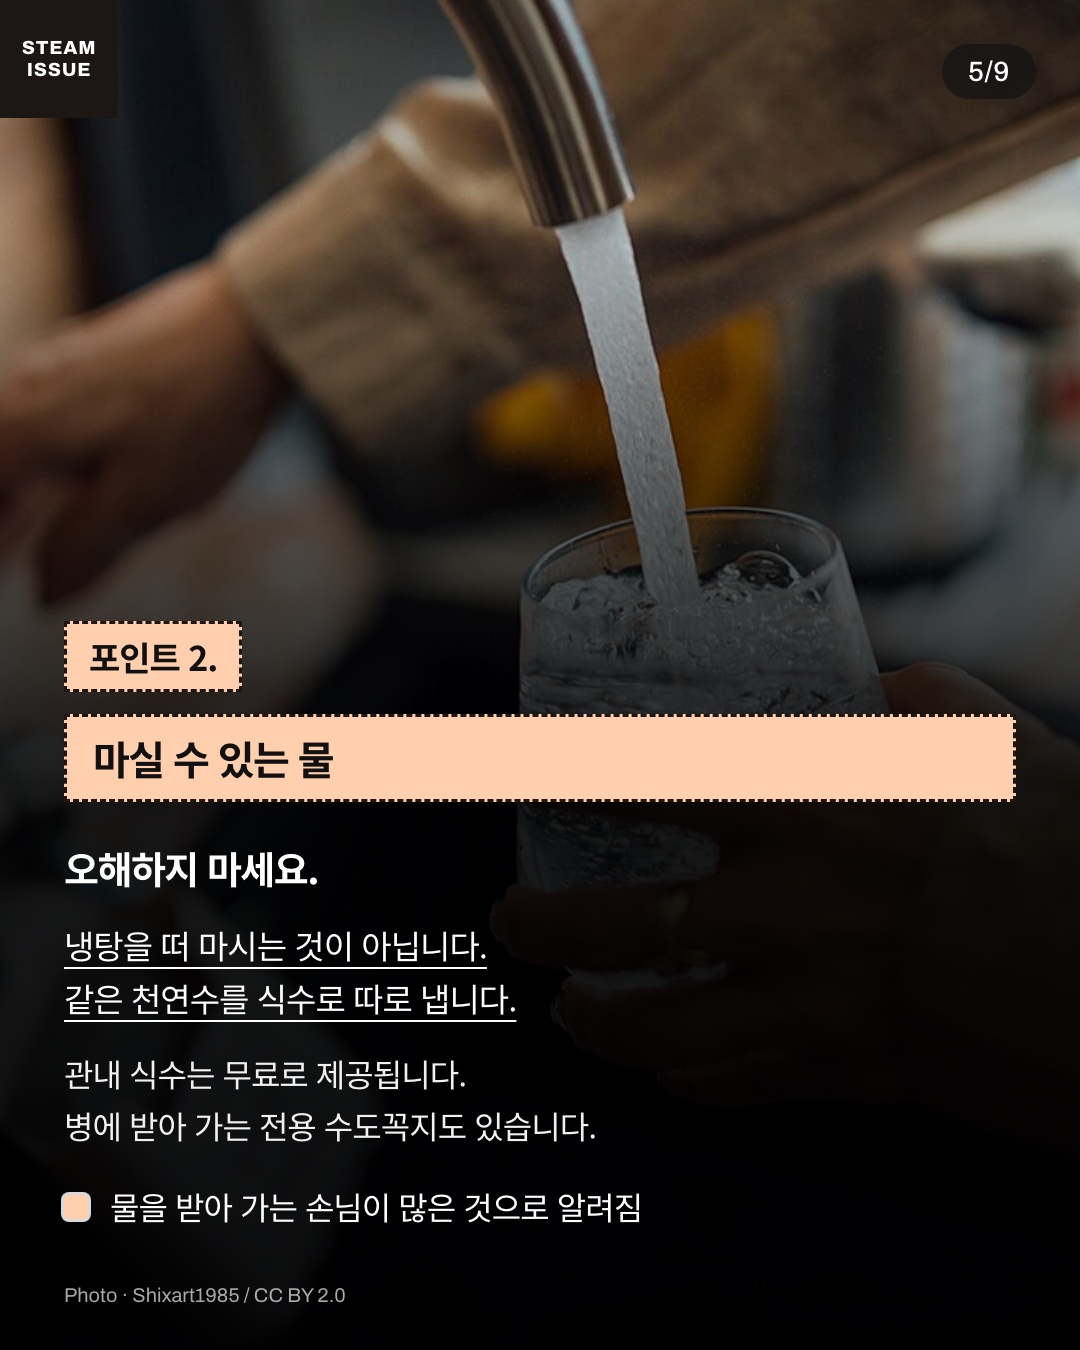 STEAM
ISSUE
5/9
포인트 2.
마실 수 있는 물
오해하지 마세요.
냉탕을 떠 마시는 것이 아닙니다.
같은 천연수를 식수로 따로 냅니다.
관내 식수는 무료로 제공됩니다.
병에 받아 가는 전용 수도꼭지도 있습니다.
물을 받아 가는 손님이 많은 것으로 알려짐
Photo · Shixart1985 / CC BY 2.0